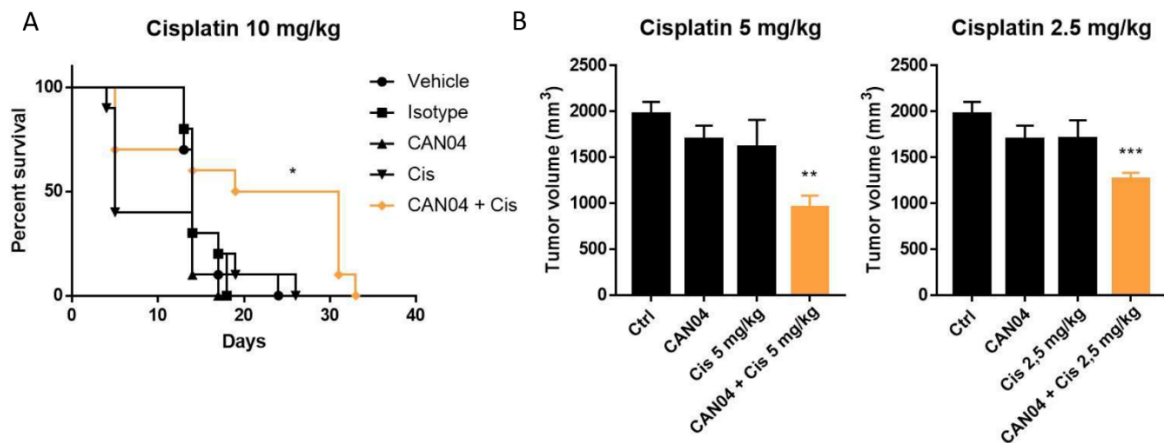 A
Cisplatin 10 mg/kg
Percent survival
100
50
0
0
10
20
30
40
Days
*
Vehicle
Isotype
CAN04
Cis
CAN04 + Cis
B
Cisplatin 5 mg/kg
Tumor volume (mm³)
2500
2000
1500
1000
500
0
**
Ctrl
CAN04
Cis 5 mg/kg
CAN04 + Cis 5 mg/kg
Cisplatin 2.5 mg/kg
Tumor volume (mm³)
2500
2000
1500
1000
500
0
***
Ctrl
CAN04
Cis 2,5 mg/kg
CAN04 + Cis 2,5 mg/kg